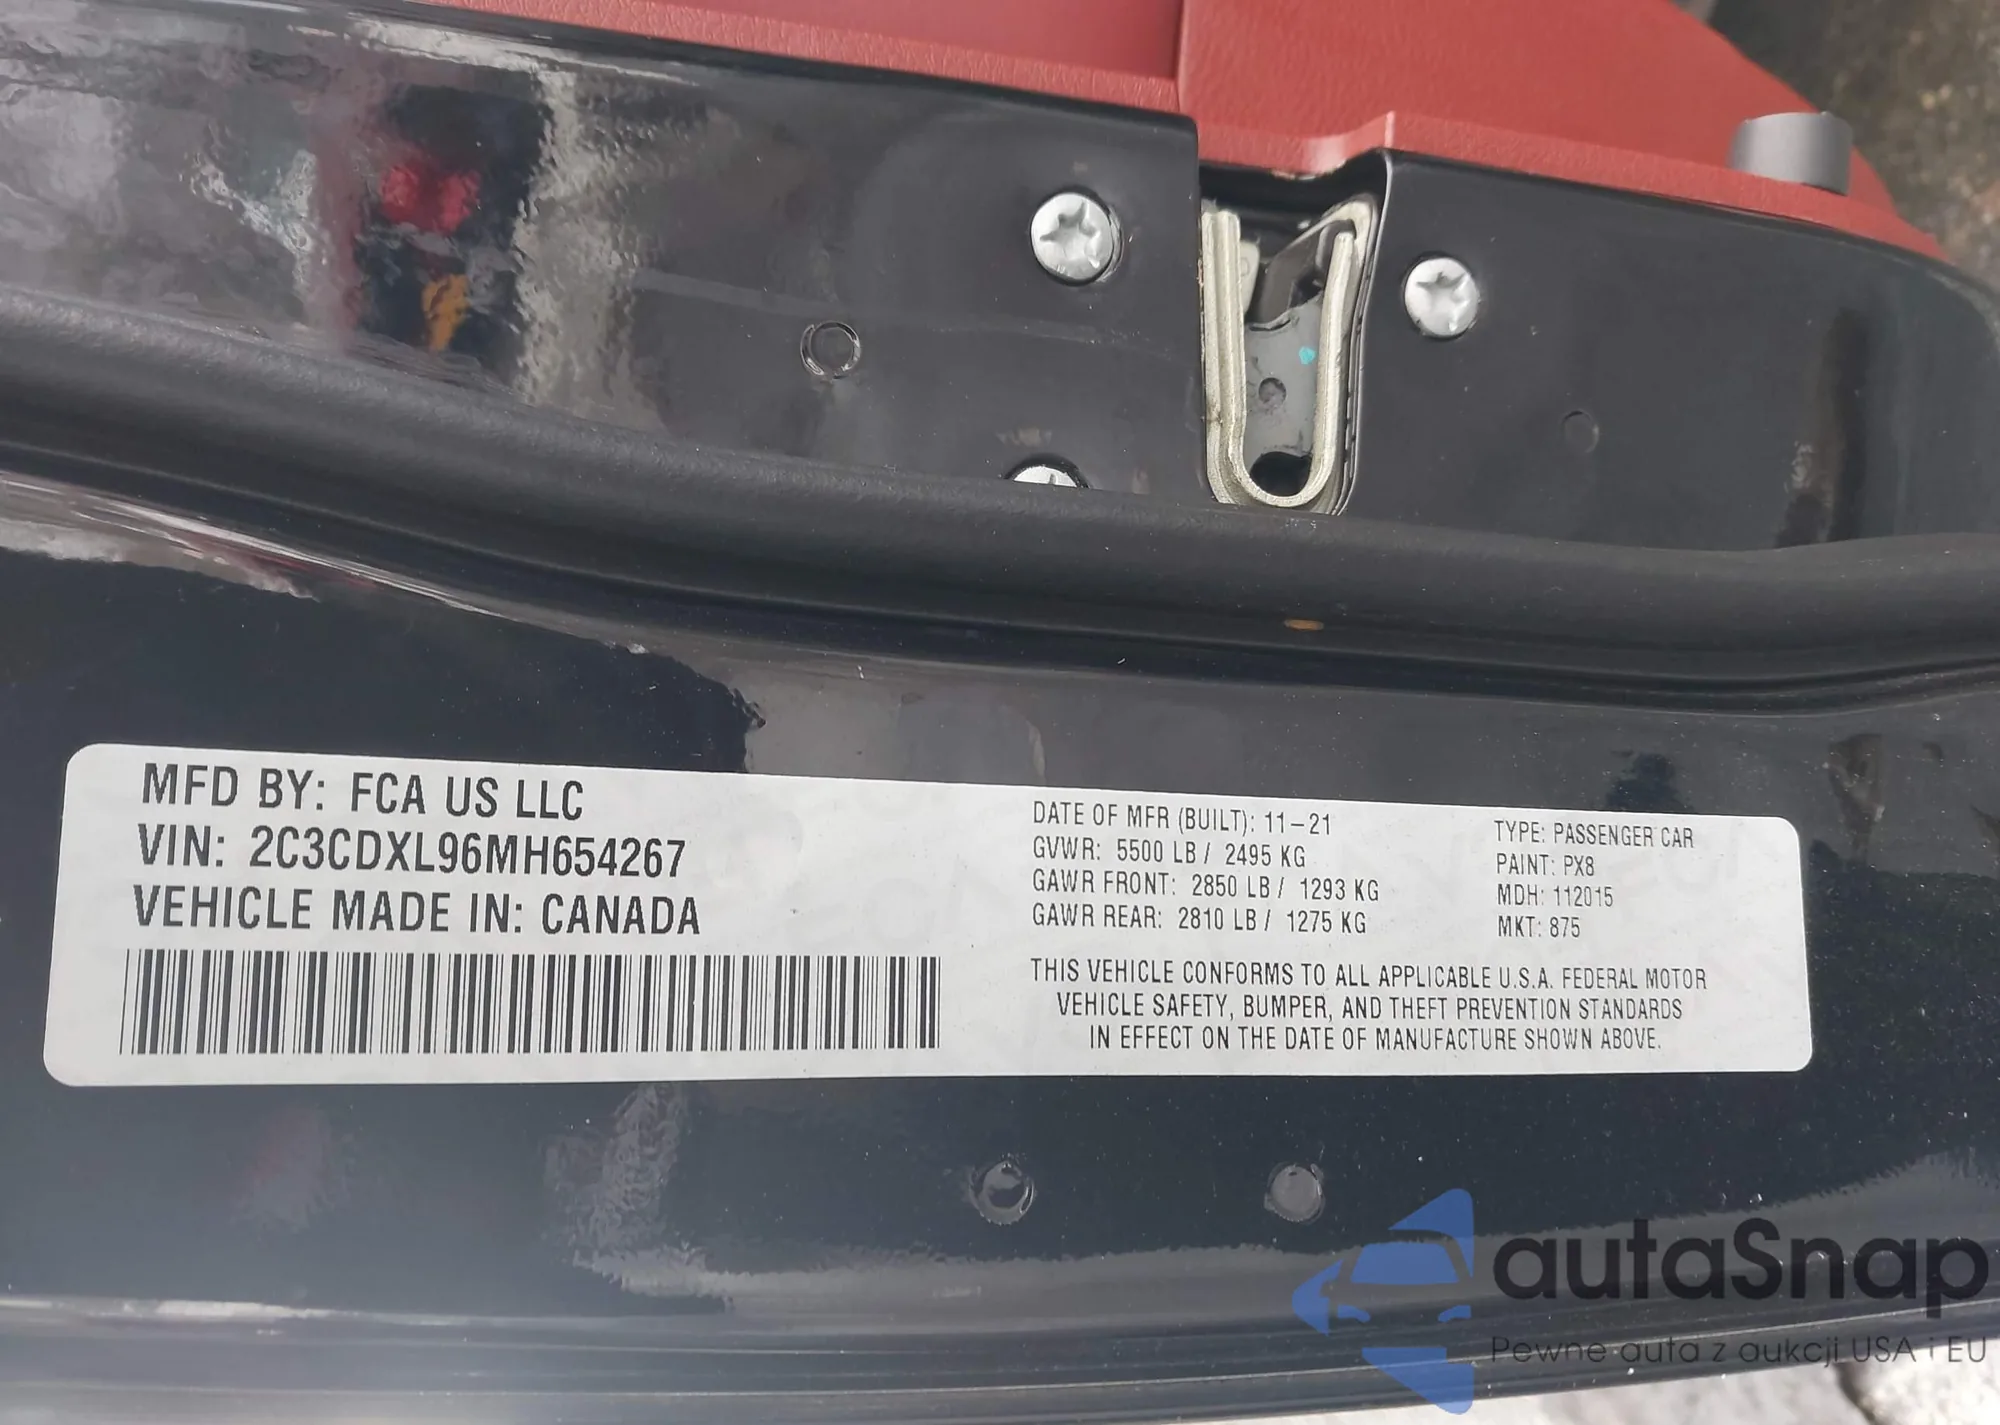 MFD BY: FCA US LLC
VIN: 2C3CDXL96MH654267
VEHICLE MADE IN: CANADA
DATE OF MFR (BUILT): 11-21
GVWR: 5500 LB / 2495 KG
GAWR FRONT: 2850 LB / 1293 KG
GAWR REAR: 2810 LB / 1275 KG
TYPE: PASSENGER CAR
PAINT: PX8
MDH: 112015
MKT: 875
THIS VEHICLE CONFORMS TO ALL APPLICABLE U.S.A. FEDERAL MOTOR
VEHICLE SAFETY, BUMPER, AND THEFT PREVENTION STANDARDS
IN EFFECT ON THE DATE OF MANUFACTURE SHOWN ABOVE.
autaSnap
Pewne auta z aukcji USA i EU